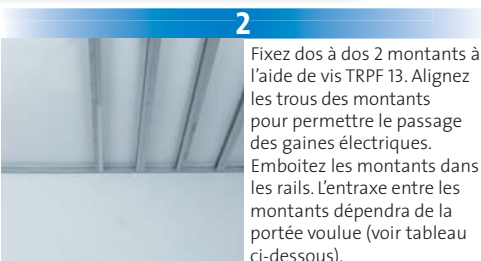 2
Fixez dos à dos 2 montants à
l’aide de vis TRPF 13. Alignez
les trous des montants
pour permettre le passage
des gaines électriques.
Emboitez les montants dans
les rails. L’entraxe entre les
montants dépendra de la
portée voulue (voir tableau
ci-dessous).